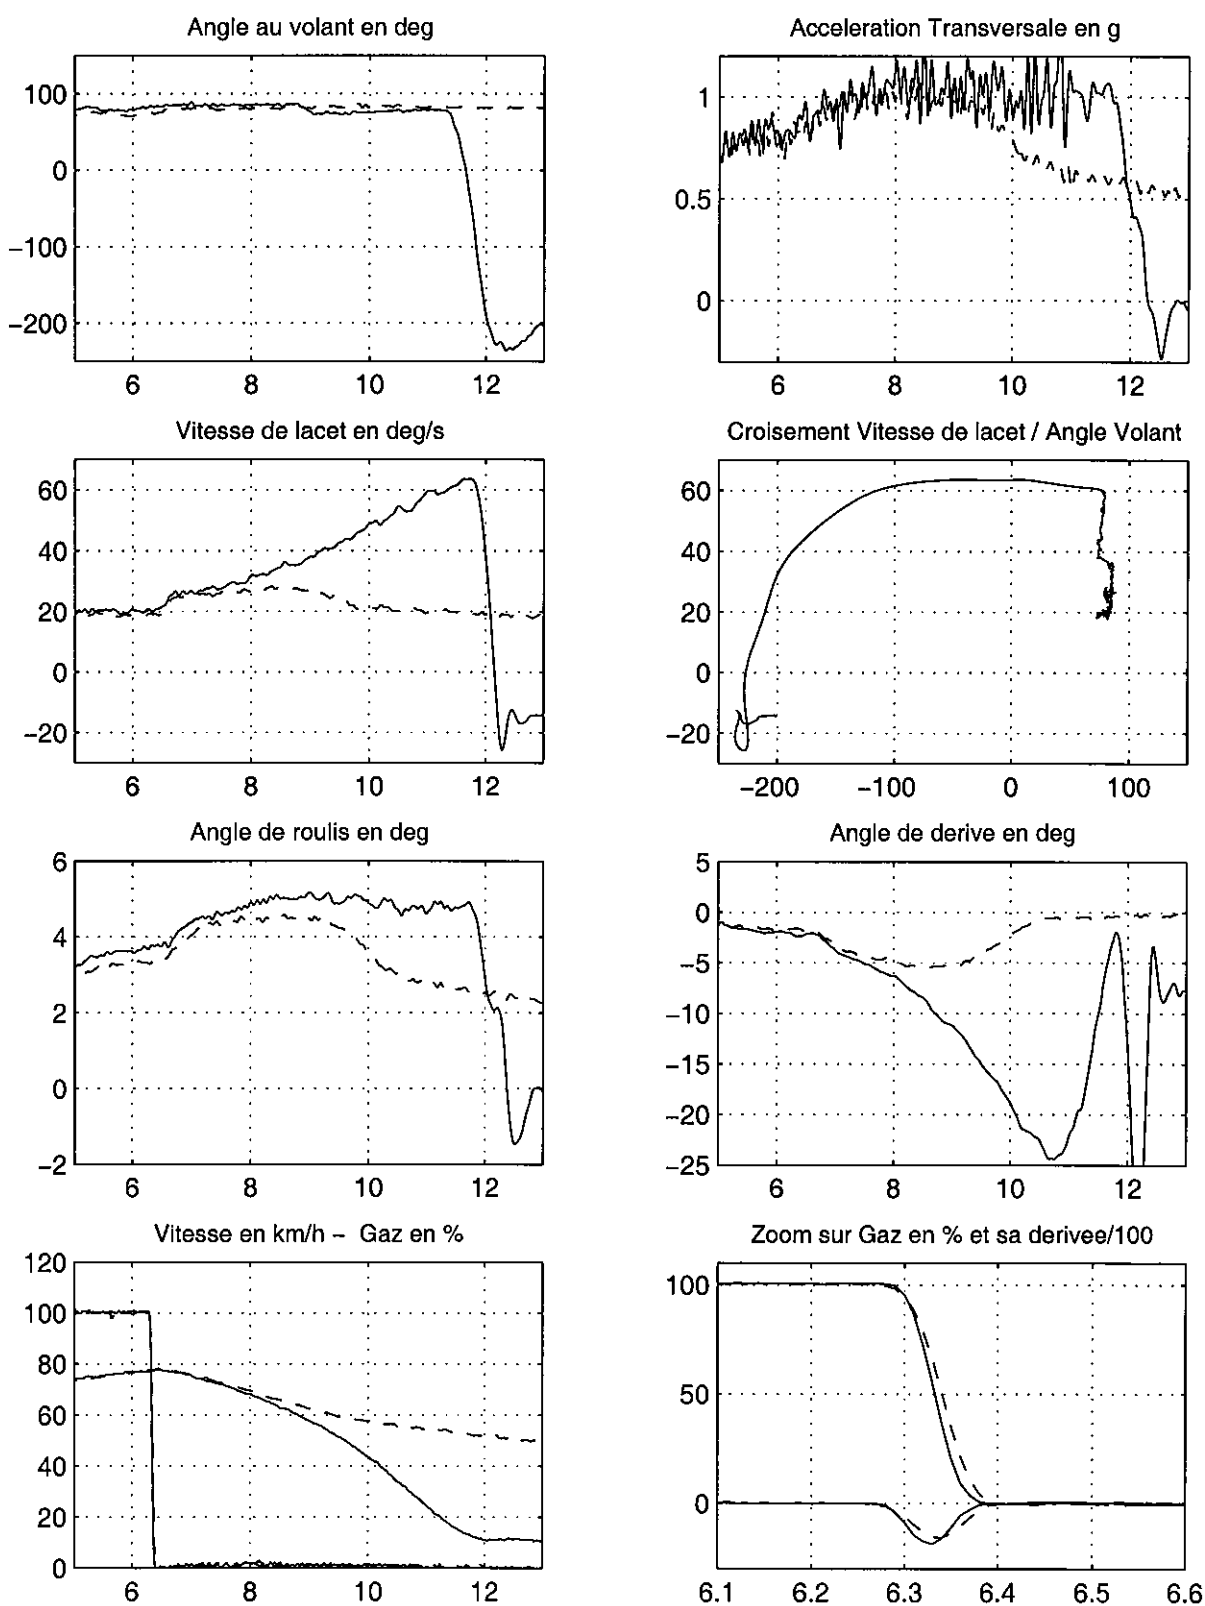 Angle au volant en deg
100
0
−100
−200
6 8 10 12
Acceleration Transversale en g
1
0.5
0
6 8 10 12
Vitesse de lacet en deg/s
60
40
20
0
−20
6 8 10 12
Croisement Vitesse de lacet / Angle Volant
60
40
20
0
−20
−200 −100 0 100
Angle de roulis en deg
6
4
2
0
−2
6 8 10 12
Angle de derive en deg
5
0
−5
−10
−15
−20
−25
6 8 10 12
Vitesse en km/h − Gaz en %
120
100
80
60
40
20
0
6 8 10 12
Zoom sur Gaz en % et sa derivee/100
100
50
0
6.1 6.2 6.3 6.4 6.5 6.6